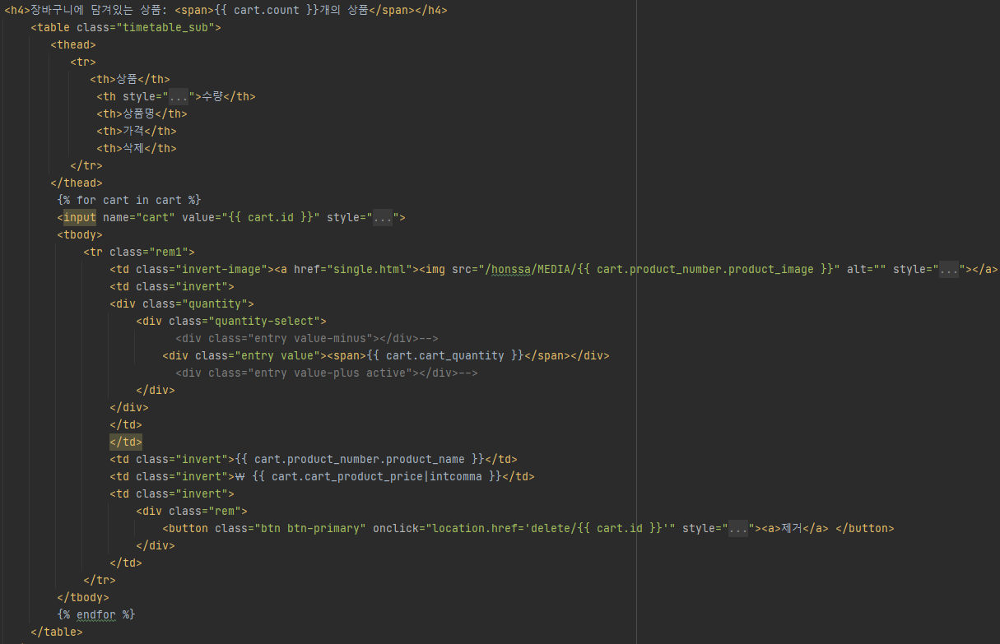 <h4>장바구니에 담겨있는 상품: <span>{{ cart.count }}개의 상품</span></h4>
<table class="timetable_sub">
<thead>
<tr>
<th>상품</th>
<th style="...">수량</th>
<th>상품명</th>
<th>가격</th>
<th>삭제</th>
</tr>
</thead>
{% for cart in cart %}
<input name="cart" value="{{ cart.id }}" style="...">
<tbody>
<tr class="rem1">
<td class="invert-image"><a href="single.html"><img src="/honssa/MEDIA/{{ cart.product_number.product_image }}" alt="" style="..."></a>
<td class="invert">
<div class="quantity">
<div class="quantity-select">
<div class="entry value-minus"></div>-->
<div class="entry value"><span>{{ cart.cart_quantity }}</span></div>
<div class="entry value-plus active"></div>-->
</div>
</div>
</td>
</td>
<td class="invert">{{ cart.product_number.product_name }}</td>
<td class="invert">₩ {{ cart.cart_product_price|intcomma }}</td>
<td class="invert">
<div class="rem">
<button class="btn btn-primary" onclick="location.href='delete/{{ cart.id }}'" style="..."><a>제거</a> </button>
</div>
</td>
</tr>
</tbody>
{% endfor %}
</table>